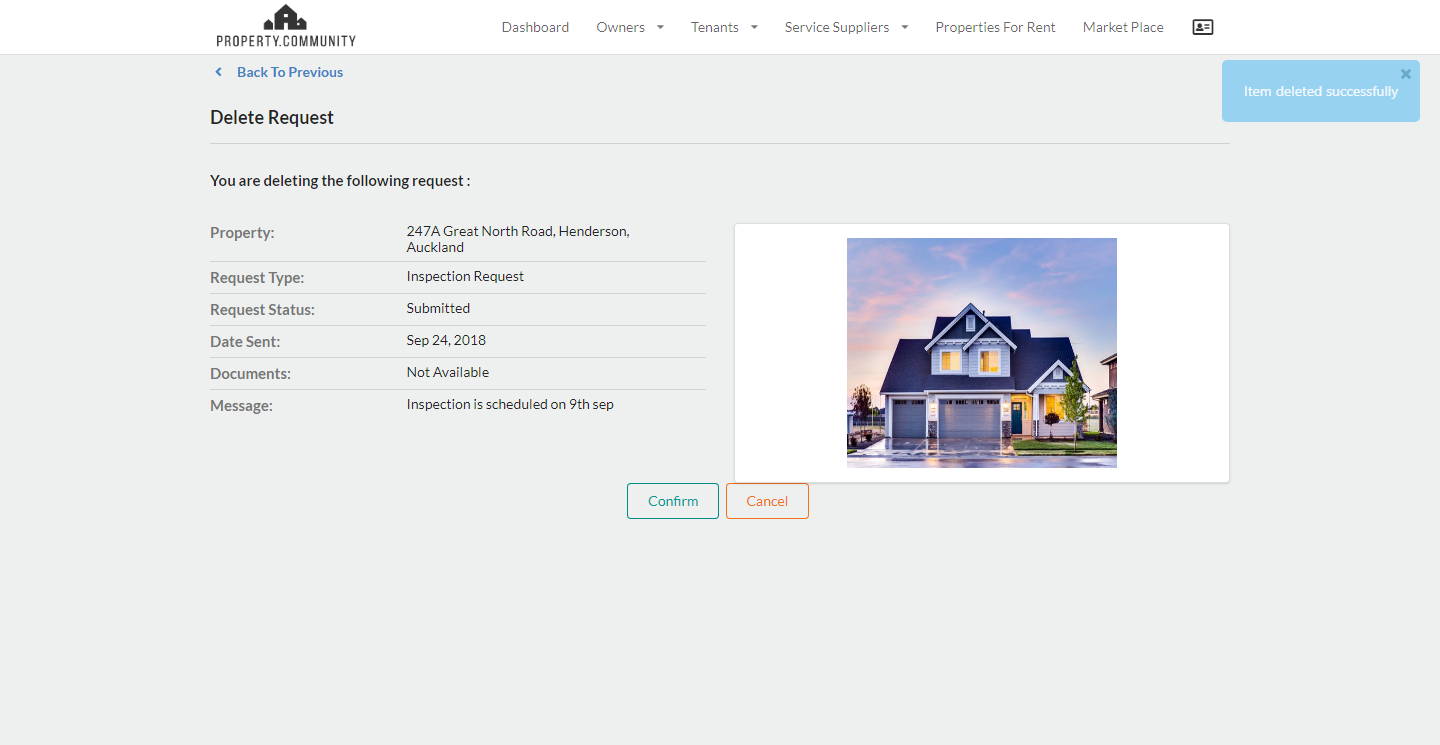 PROPERTY.COMMUNITY
Dashboard Owners Tenants Service Suppliers Properties For Rent Market Place
Back To Previous
Item deleted successfully
Delete Request
You are deleting the following request :
Property: 247A Great North Road, Henderson,
Auckland
Request Type: Inspection Request
Request Status: Submitted
Date Sent: Sep 24, 2018
Documents: Not Available
Message: Inspection is scheduled on 9th sep
Confirm Cancel